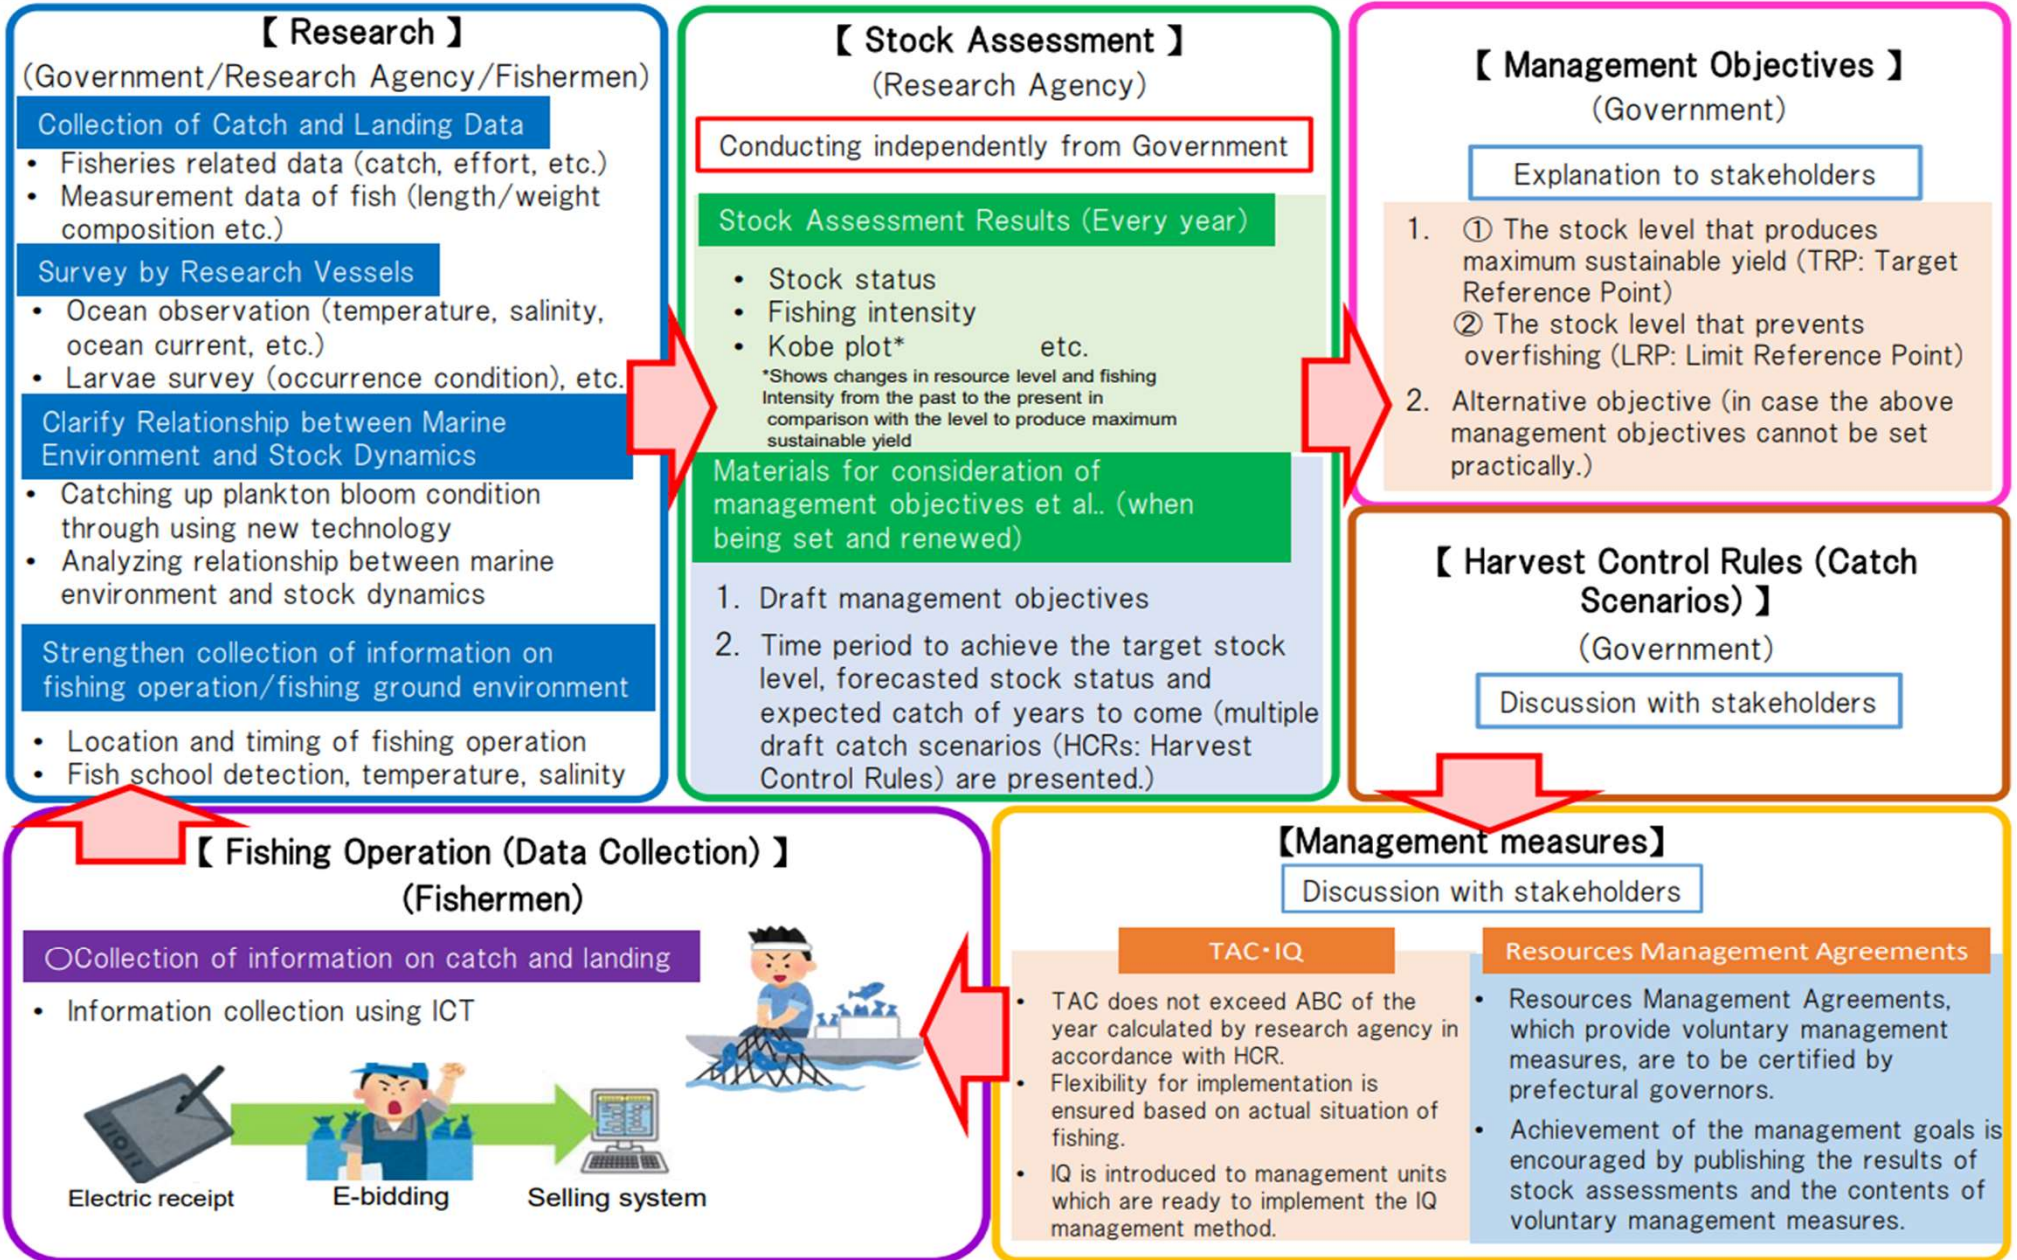 【 Research 】
(Government/Research Agency/Fishermen)
Collection of Catch and Landing Data
• Fisheries related data (catch, effort, etc.)
• Measurement data of fish (length/weight
composition etc.)
Survey by Research Vessels
• Ocean observation (temperature, salinity,
ocean current, etc.)
• Larvae survey (occurrence condition), etc.
Clarify Relationship between Marine
Environment and Stock Dynamics
• Catching up plankton bloom condition
through using new technology
• Analyzing relationship between marine
environment and stock dynamics
Strengthen collection of information on
fishing operation/fishing ground environment
• Location and timing of fishing operation
• Fish school detection, temperature, salinity
【 Stock Assessment 】
(Research Agency)
Conducting independently from Government
Stock Assessment Results (Every year)
• Stock status
• Fishing intensity
• Kobe plot* etc.
*Shows changes in resource level and fishing
Intensity from the past to the present in
comparison with the level to produce maximum
sustainable yield
Materials for consideration of
management objectives et al.. (when
being set and renewed)
1. Draft management objectives
2. Time period to achieve the target stock
level, forecasted stock status and
expected catch of years to come (multiple
draft catch scenarios (HCRs: Harvest
Control Rules) are presented.)
【 Management Objectives 】
(Government)
Explanation to stakeholders
1. ① The stock level that produces
maximum sustainable yield (TRP: Target
Reference Point)
② The stock level that prevents
overfishing (LRP: Limit Reference Point)
2. Alternative objective (in case the above
management objectives cannot be set
practically.)
【 Harvest Control Rules (Catch
Scenarios) 】
(Government)
Discussion with stakeholders
【Management measures】
Discussion with stakeholders
TAC・IQ
• TAC does not exceed ABC of the
year calculated by research agency in
accordance with HCR.
• Flexibility for implementation is
ensured based on actual situation of
fishing.
• IQ is introduced to management units
which are ready to implement the IQ
management method.
Resources Management Agreements
• Resources Management Agreements,
which provide voluntary management
measures, are to be certified by
prefectural governors.
• Achievement of the management goals is
encouraged by publishing the results of
stock assessments and the contents of
voluntary management measures.
【 Fishing Operation (Data Collection) 】
(Fishermen)
〇Collection of information on catch and landing
• Information collection using ICT
Electric receipt
E-bidding
Selling system